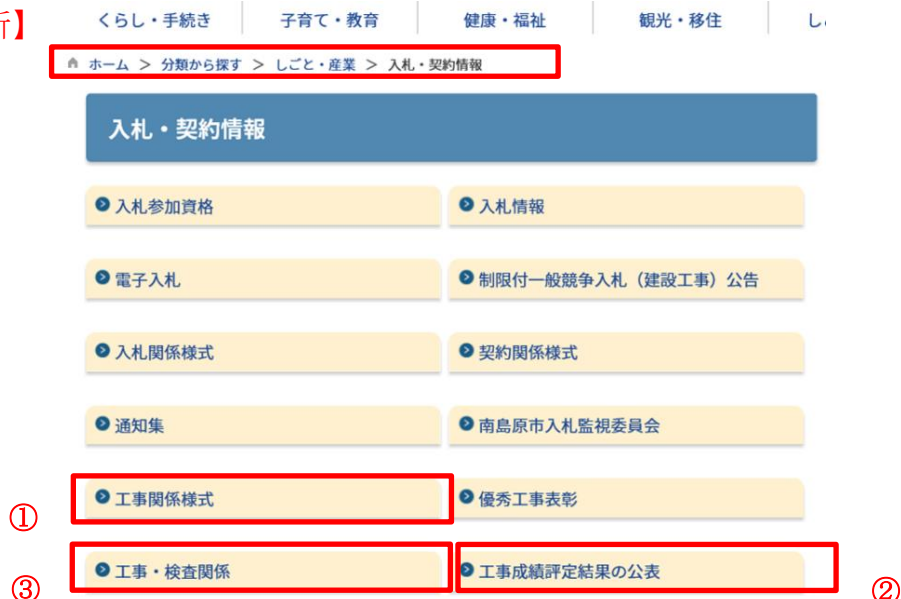 新】
くらし・手続き 子育て・教育 健康・福祉 観光・移住 し
ホーム > 分類から探す > しごと・産業 > 入札・契約情報
入札・契約情報
入札参加資格 入札情報
電子入札 制限付一般競争入札（建設工事）公告
入札関係様式 契約関係様式
通知集 南島原市入札監視委員会
① 工事関係様式 優秀工事表彰
③ 工事・検査関係 工事成績評定結果の公表 ②